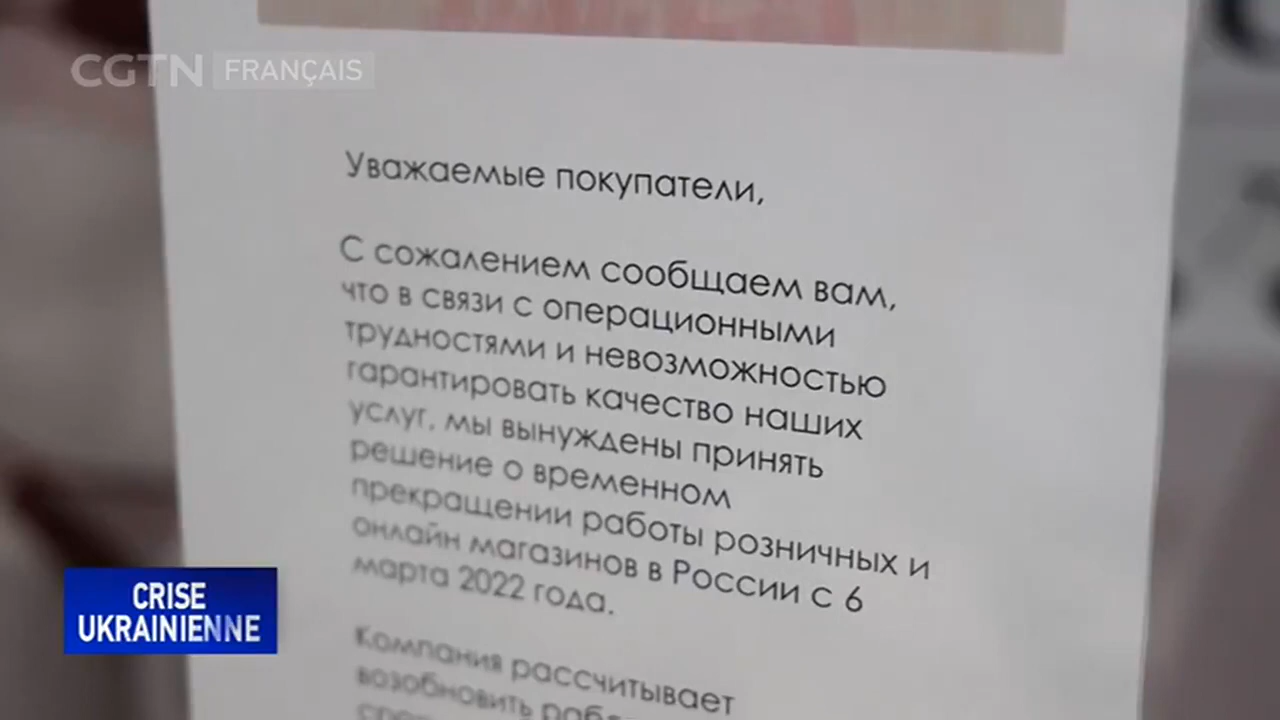 CGTN FRANÇAIS
Уважаемые покупатели,
С сожалением сообщаем вам,
что в связи с операционными
трудностями и невозможностью
гарантировать качество наших
услуг, мы вынуждены принять
решение о временном
прекращении работы розничных и
онлайн магазинов в России с 6
марта 2022 года.
Компания рассчитывает
возобновить
CRISE
UKRAINIENNE